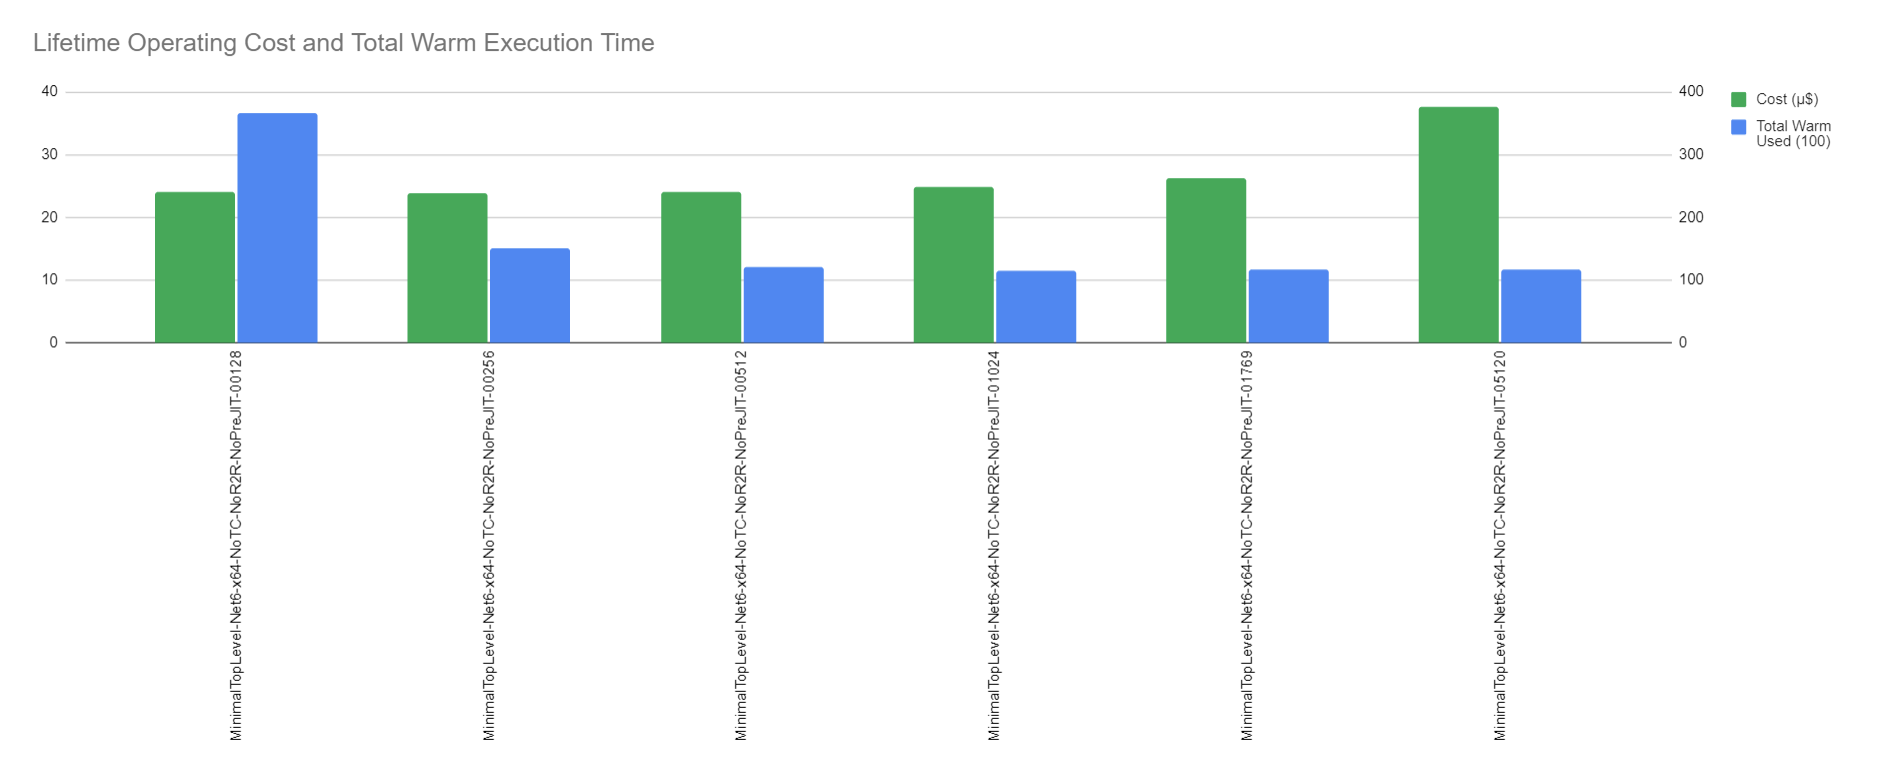 Lifetime Operating Cost and Total Warm Execution Time
40
30
20
10
0
400
300
200
100
0
Cost (µ$)
Total Warm
Used (100)
MinimalTopLevel-Net6-x64-NoTC-NoR2R-NoPreJIT-00128
MinimalTopLevel-Net6-x64-NoTC-NoR2R-NoPreJIT-00256
MinimalTopLevel-Net6-x64-NoTC-NoR2R-NoPreJIT-00512
MinimalTopLevel-Net6-x64-NoTC-NoR2R-NoPreJIT-01024
MinimalTopLevel-Net6-x64-NoTC-NoR2R-NoPreJIT-01769
MinimalTopLevel-Net6-x64-NoTC-NoR2R-NoPreJIT-05120